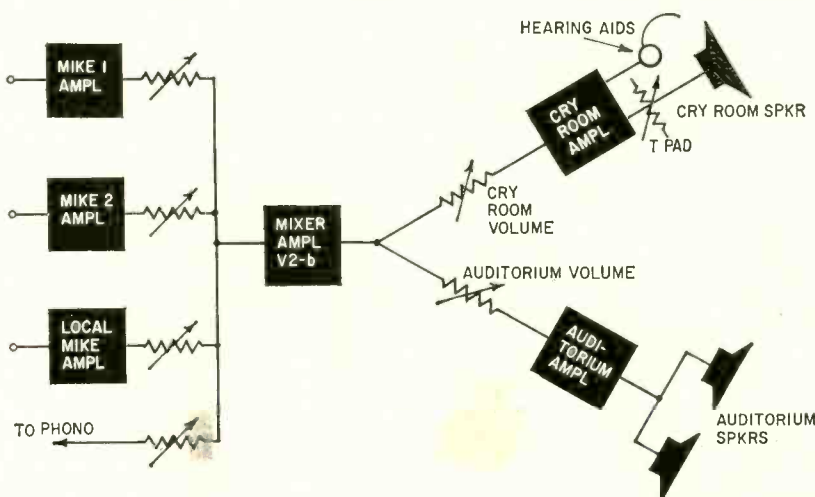 HEARING AIDS
MIKE 1
AMPL
CRY
ROOM
AMPL
CRY ROOM SPKR
T PAD
MIKE 2
AMPL
CRY
ROOM
VOLUME
MIXER
AMPL
V2-b
AUDITORIUM VOLUME
LOCAL
MIKE
AMPL
AUDI-
TORIUM
AMPL
TO PHONO
AUDITORIUM
SPKRS